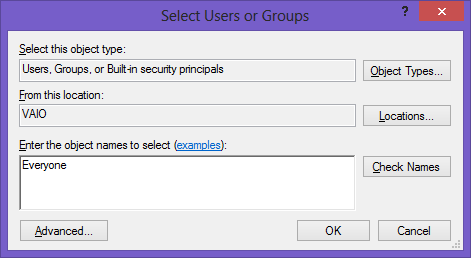 Select Users or Groups
?
Select this object type:
Users, Groups, or Built-in security principals
Object Types...
From this location:
VAIO
Locations...
Enter the object names to select (examples):
Everyone
Check Names
Advanced...
OK
Cancel